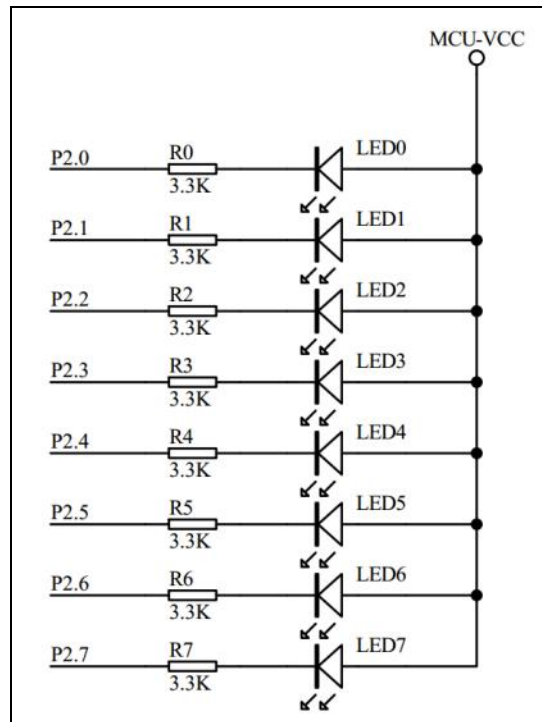 MCU-VCC
P2.0 R0 LED0
3.3K
P2.1 R1 LED1
3.3K
P2.2 R2 LED2
3.3K
P2.3 R3 LED3
3.3K
P2.4 R4 LED4
3.3K
P2.5 R5 LED5
3.3K
P2.6 R6 LED6
3.3K
P2.7 R7 LED7
3.3K